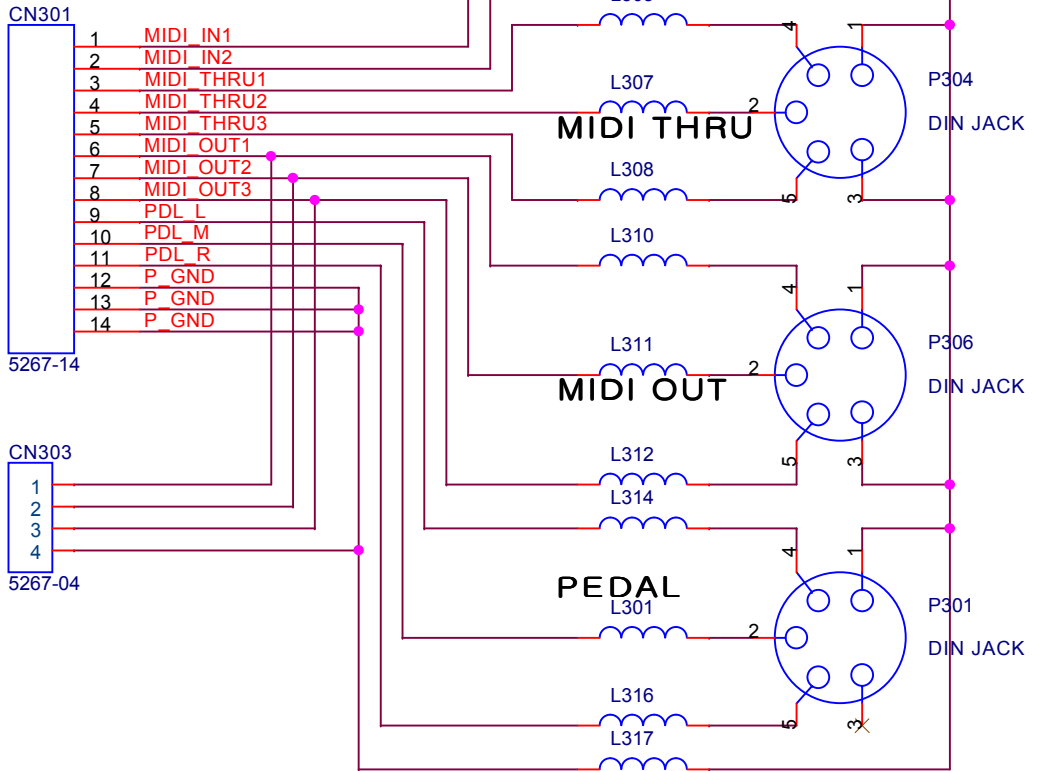 CN301
1 MIDI_IN1
2 MIDI_IN2
3 MIDI_THRU1
4 MIDI_THRU2
5 MIDI_THRU3
6 MIDI_OUT1
7 MIDI_OUT2
8 MIDI_OUT3
9 PDL_L
10 PDL_M
11 PDL_R
12 P_GND
13 P_GND
14 P_GND
5267-14
CN303
1
2
3
4
5267-04
4 1
L307
2
MIDI THRU
L308
5 3
P304
DIN JACK
L310
4 1
L311
2
MIDI OUT
L312
5 3
P306
DIN JACK
L314
4 1
PEDAL
L301
2
L316
5 3
L317
P301
DIN JACK